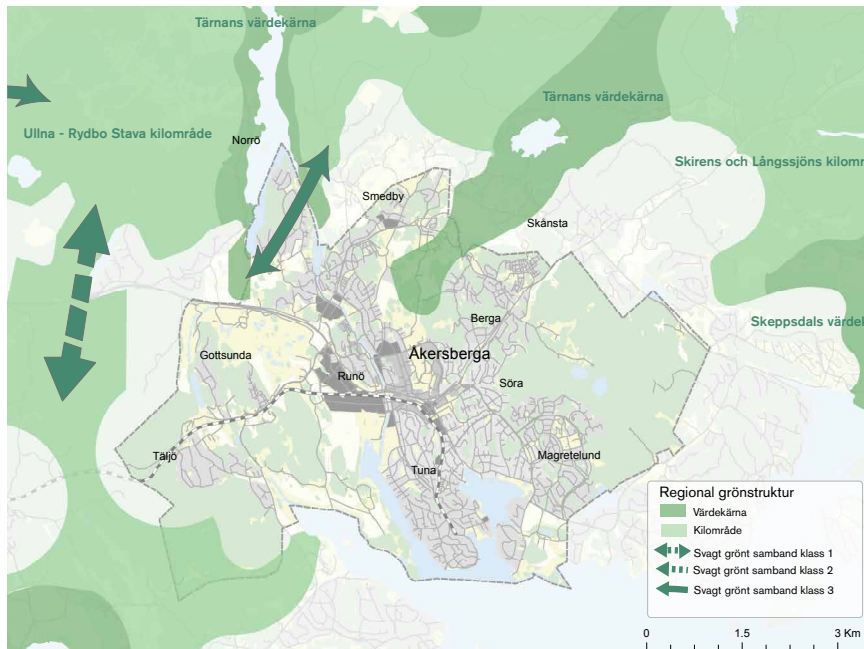 Tärnans värdekärna
Tärnans värdekärna
Ullna - Rydbo Stava kilområde
Norrö
Skirens och Långssjöns kilomr
Smedby
Skånsta
Berga
Skeppsdals värdel
Åkersberga
Gottsunda
Runö
Söra
Täljö
Magretelund
Tuna
Regional grönstruktur
Värdekärna
Kilområde
Svagt grönt samband klass 1
Svagt grönt samband klass 2
Svagt grönt samband klass 3
0 1.5 3 Km